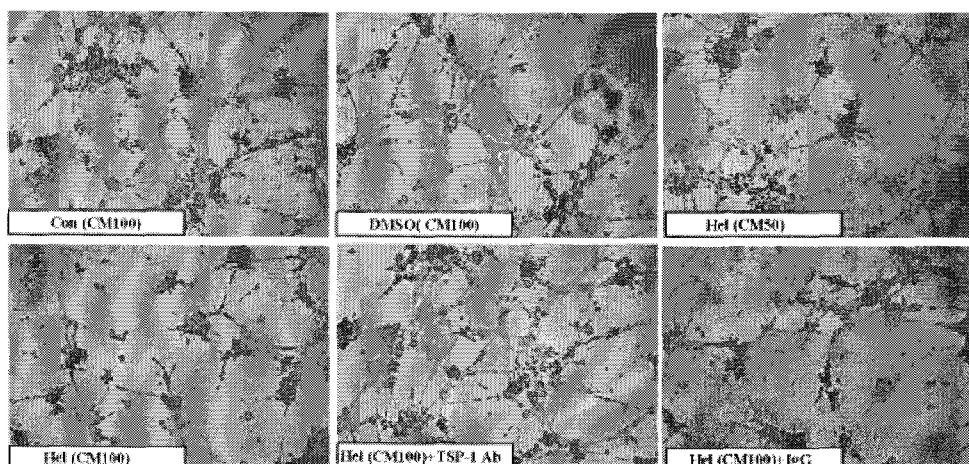 Con (CM100)
DMSO( CM100)
Hel (CM50)
Hel (CM100)
Hel (CM100)+TSP-1 Ab
Hel (CM100)+IgG